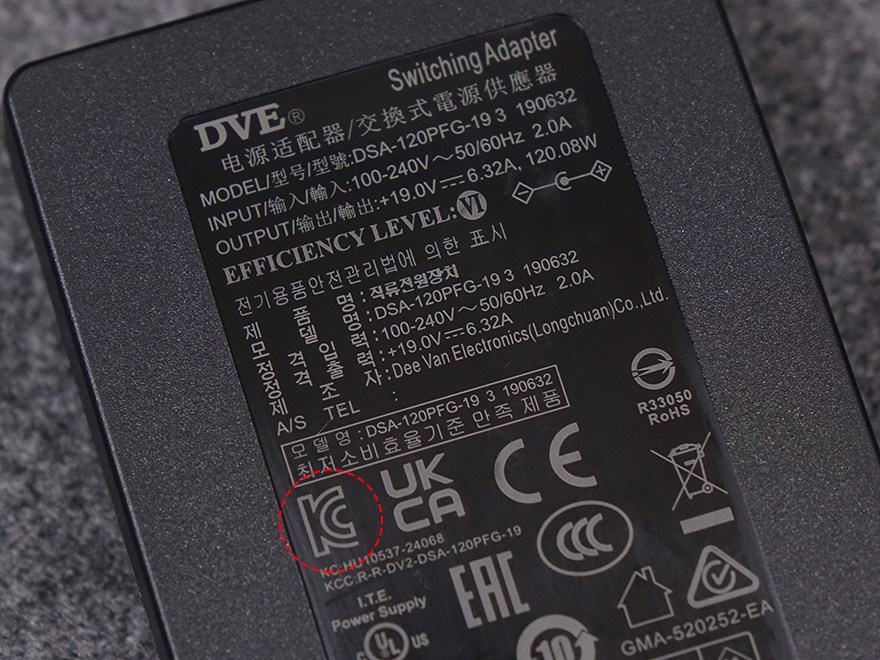 Switching Adapter
DVE®
电源适配器/交換式電源供應器
MODEL/型号/型號:DSA-120PFG-19 3 190632
INPUT/输入/輸入:100-240V~50/60Hz 2.0A
OUTPUT/输出/輸出:+19.0V⎓6.32A, 120.08W
EFFICIENCY LEVEL:VI
전기용품안전관리법에 의한 표시
제 품 명 : 직류전원장치
모 델 명 : DSA-120PFG-19 3 190632
정 격 입 력 : 100-240V~50/60Hz 2.0A
정 격 출 력 : +19.0V⎓6.32A
제 조 자 : Dee Van Electronics(Longchuan)Co.,Ltd.
A/S TEL :
모 델 명 : DSA-120PFG-19 3 190632
최저소비효율기준 만족 제품
R33050
RoHS
KC
UK
CA
CE
KC:HU10537-24068
KCC:R-R-DV2-DSA-120PFG-19
CCC
I.T.E.
Power Supply
EAC
UL US
10
GMA-520252-EA